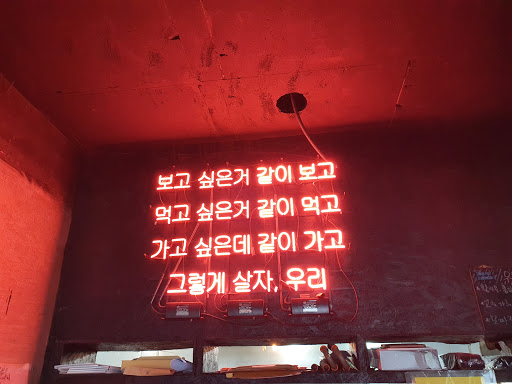 보고 싶은거 같이 보고
먹고 싶은거 같이 먹고
가고 싶은데 같이 가고
그렇게 살자, 우리